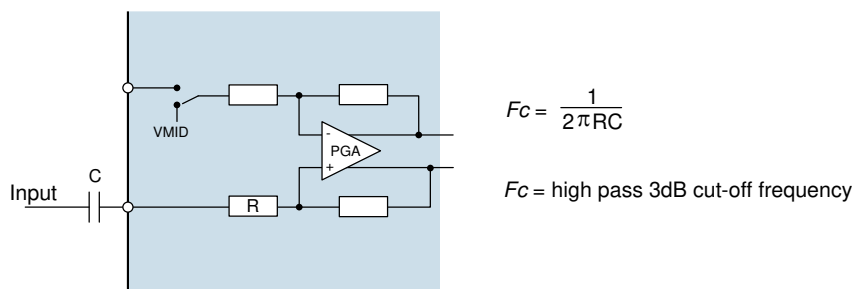 VMID
-
PGA
+
C
Input
R
Fc = 1
2πRC
Fc = high pass 3dB cut-off frequency